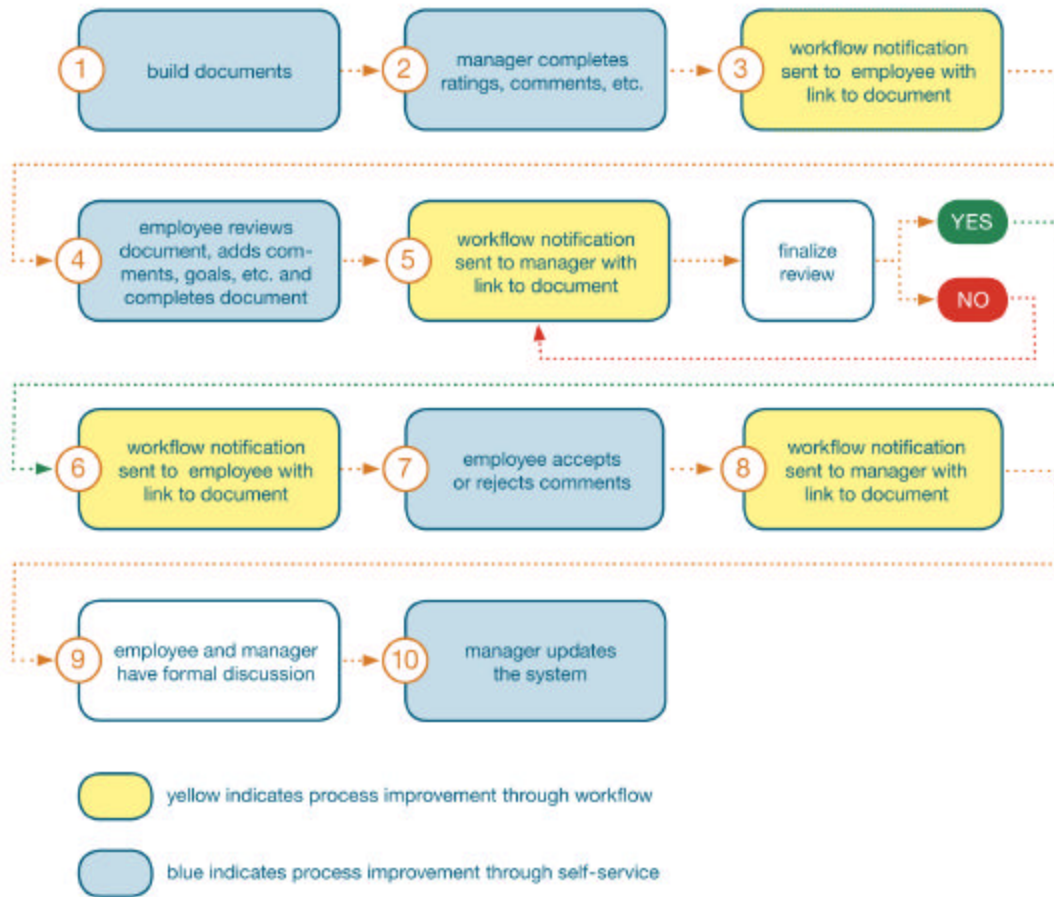 1
build documents
2
manager completes
ratings, comments, etc.
3
workflow notification
sent to employee with
link to document
4
employee reviews
document, adds com-
ments, goals, etc. and
completes document
5
workflow notification
sent to manager with
link to document
finalize
review
YES
NO
6
workflow notification
sent to employee with
link to document
7
employee accepts
or rejects comments
8
workflow notification
sent to manager with
link to document
9
employee and manager
have formal discussion
10
manager updates
the system
yellow indicates process improvement through workflow
blue indicates process improvement through self-service